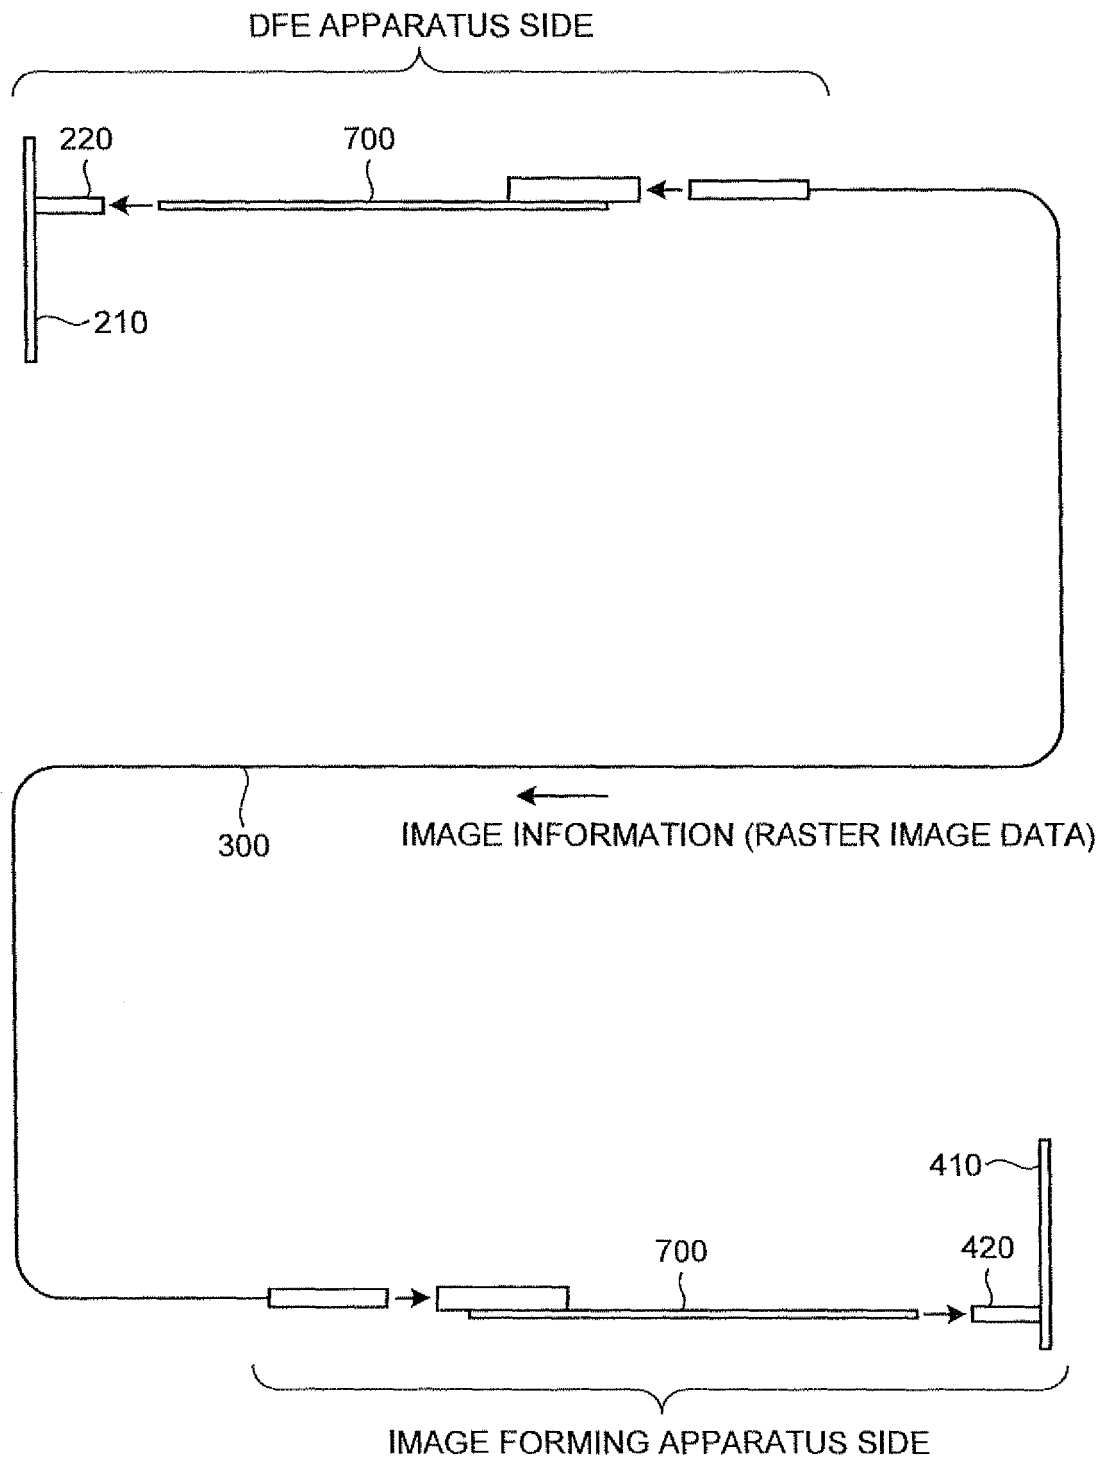 DFE APPARATUS SIDE
220
700
210
300
IMAGE INFORMATION (RASTER IMAGE DATA)
410
700
420
IMAGE FORMING APPARATUS SIDE